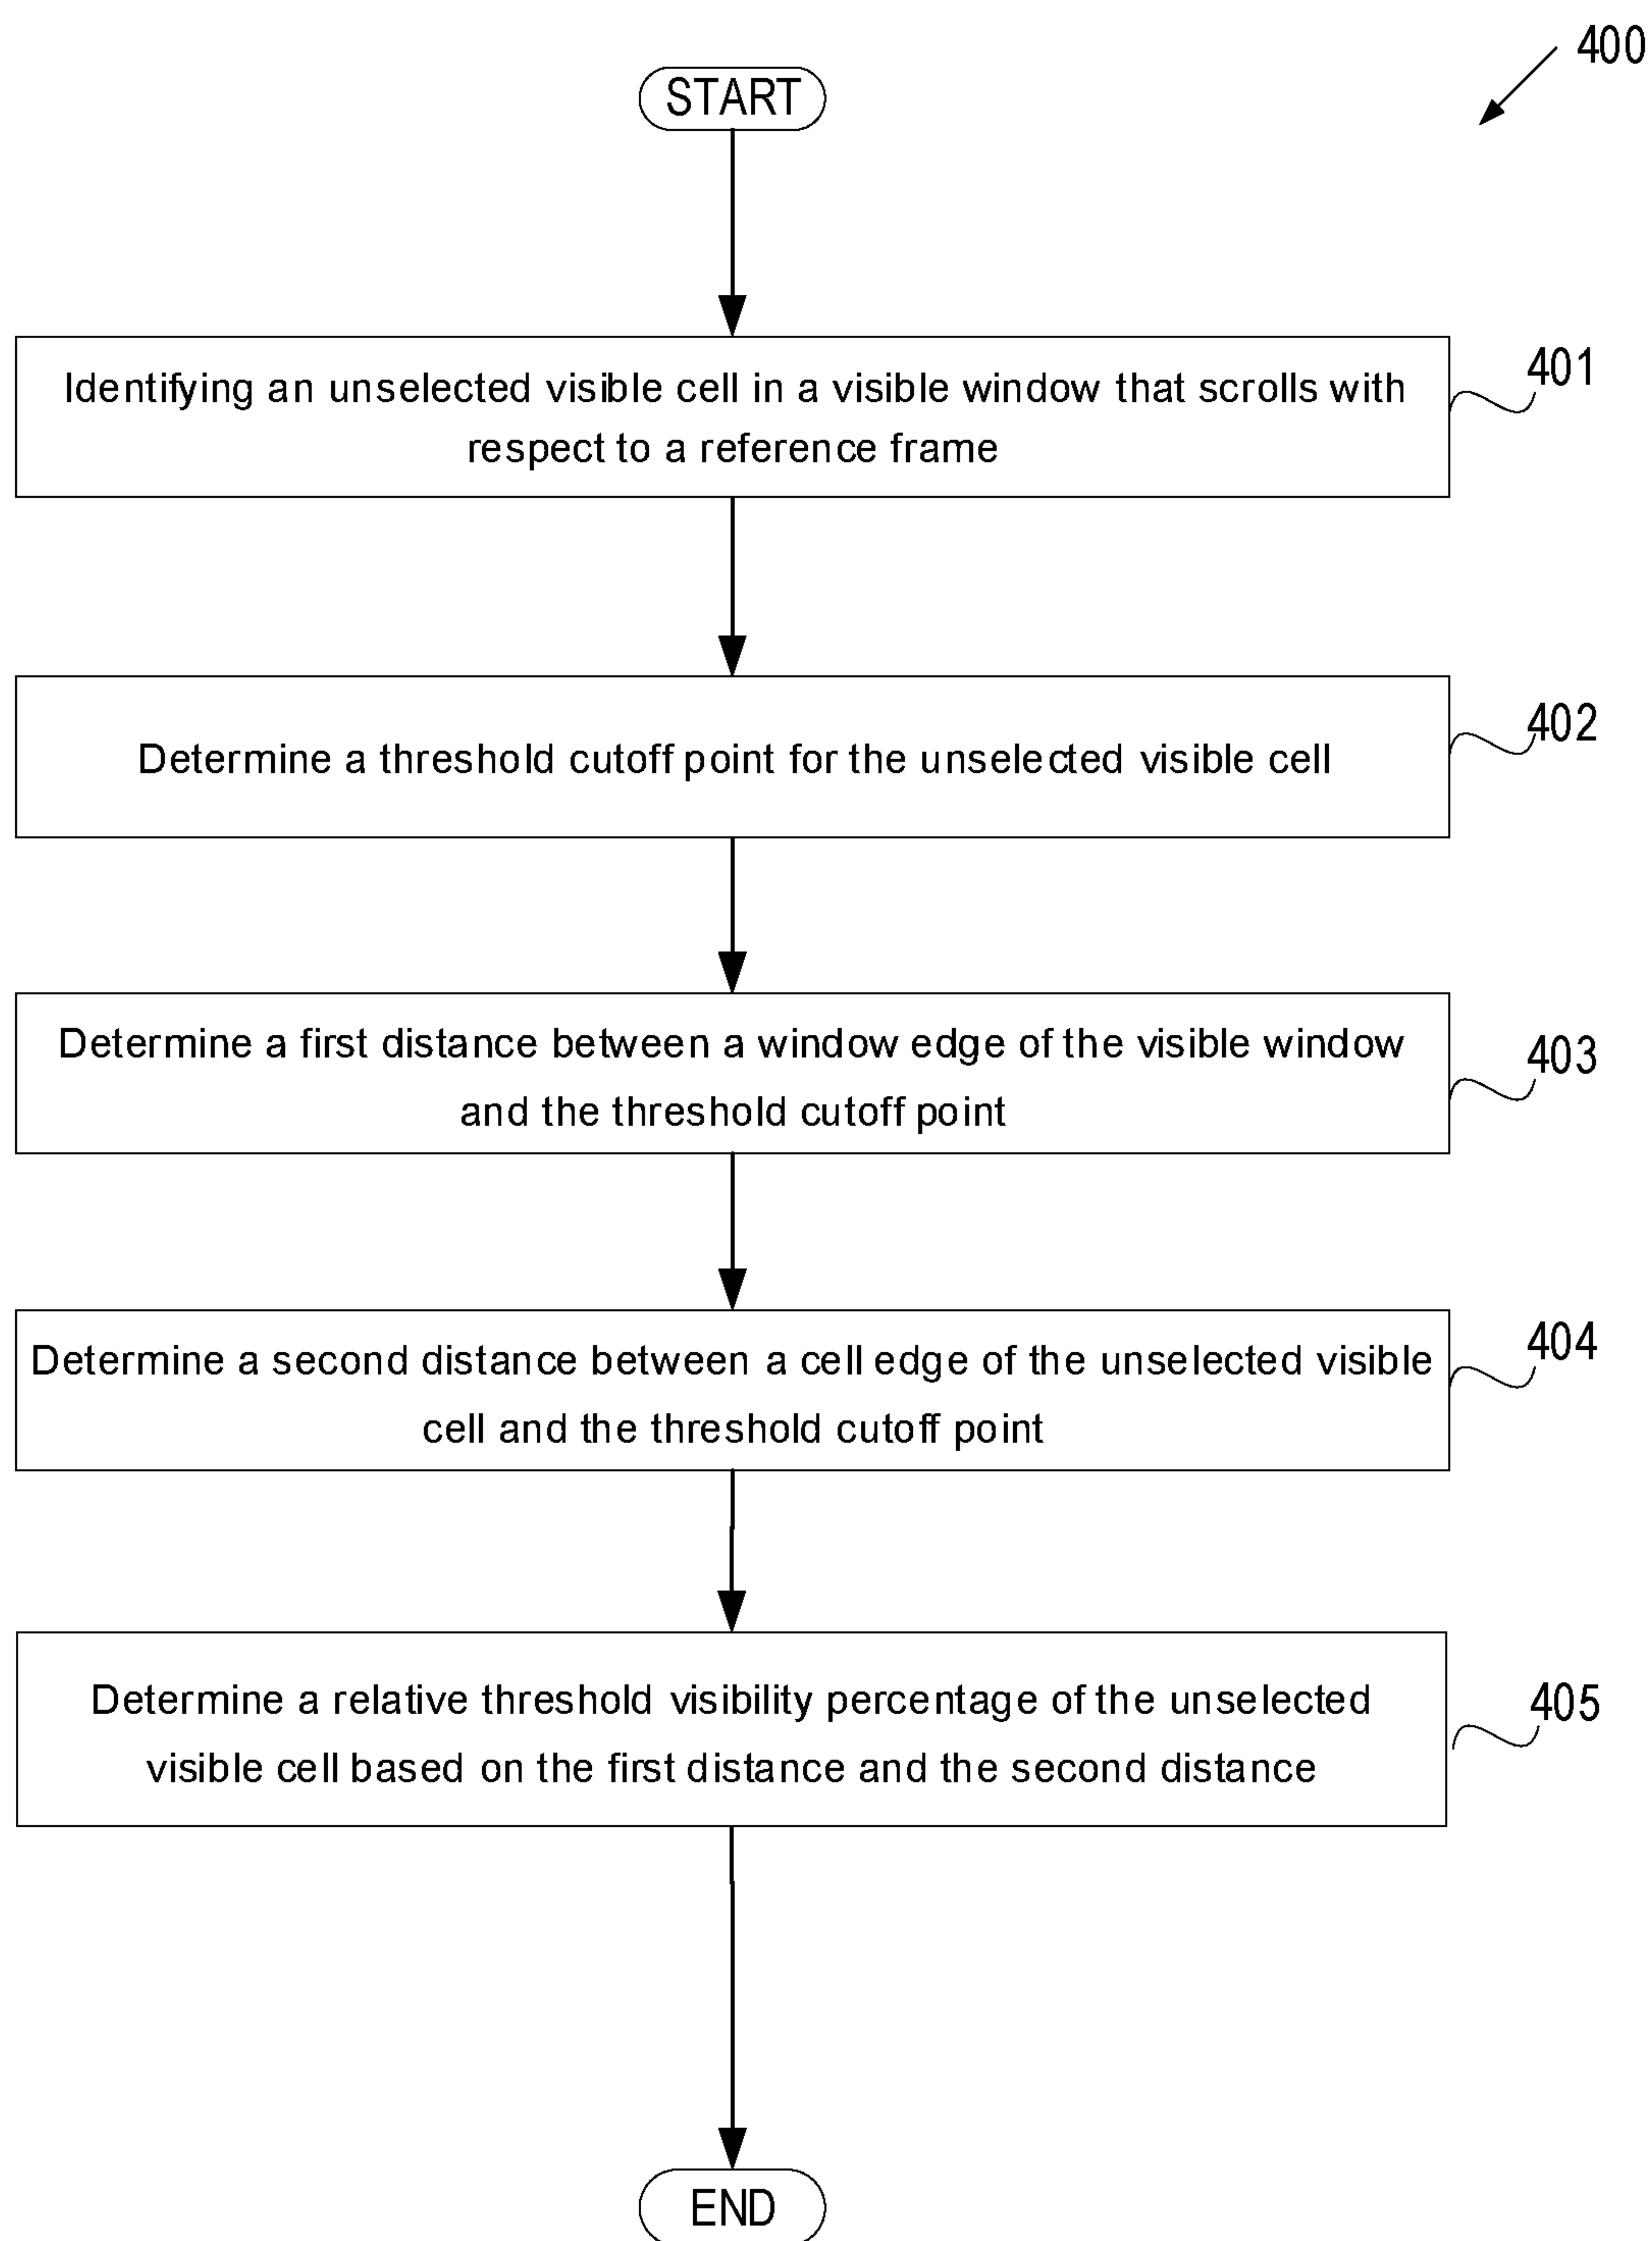 400
START
Identifying an unselected visible cell in a visible window that scrolls with
respect to a reference frame
401
Determine a threshold cutoff point for the unselected visible cell
402
Determine a first distance between a window edge of the visible window
and the threshold cutoff point
403
Determine a second distance between a cell edge of the unselected visible
cell and the threshold cutoff point
404
Determine a relative threshold visibility percentage of the unselected
visible cell based on the first distance and the second distance
405
END